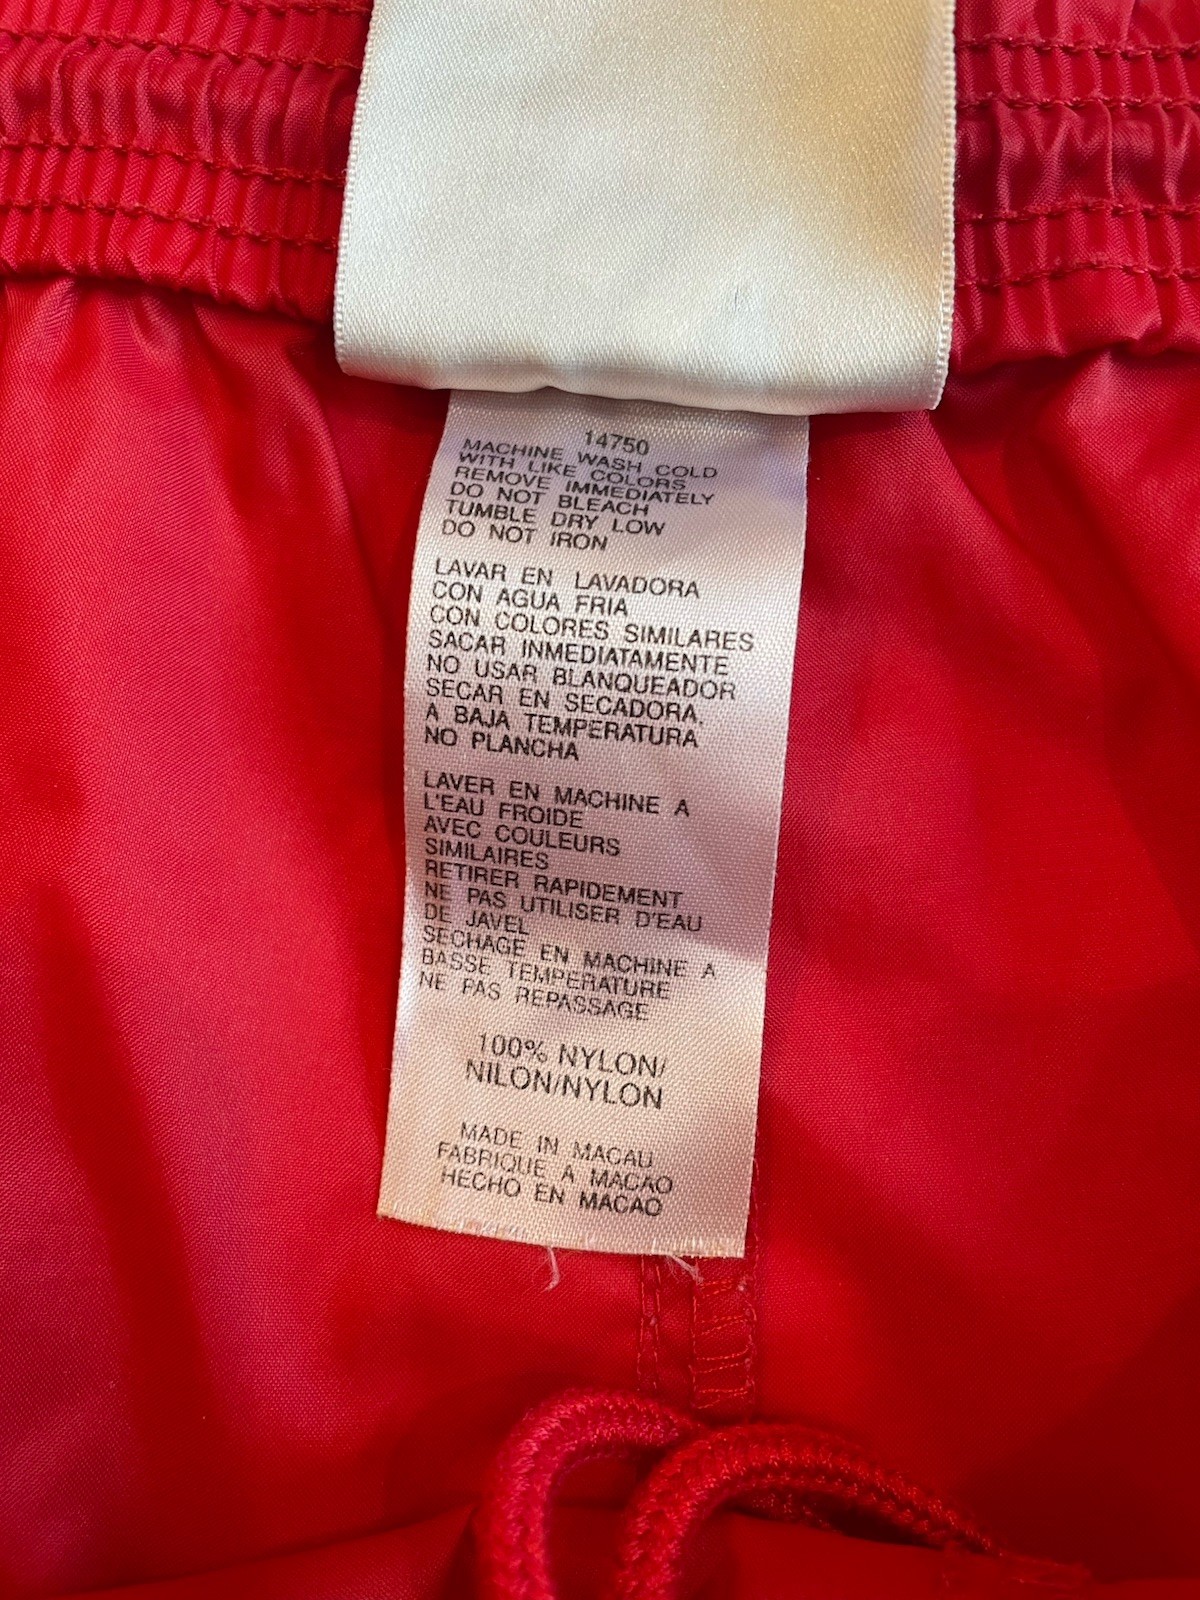 14750
MACHINE WASH COLD
WITH LIKE COLORS
REMOVE IMMEDIATELY
DO NOT BLEACH
TUMBLE DRY LOW
DO NOT IRON
LAVAR EN LAVADORA
CON AGUA FRIA
CON COLORES SIMILARES
SACAR INMEDIATAMENTE
NO USAR BLANQUEADOR
SECAR EN SECADORA.
A BAJA TEMPERATURA
NO PLANCHA
LAVER EN MACHINE A
L'EAU FROIDE
AVEC COULEURS
SIMILAIRES
RETIRER RAPIDEMENT
NE PAS UTILISER D'EAU
DE JAVEL
SECHAGE EN MACHINE A
BASSE TEMPERATURE
NE PAS REPASSAGE
100% NYLON/
NILON/NYLON
MADE IN MACAU
FABRIQUE A MACAO
HECHO EN MACAO